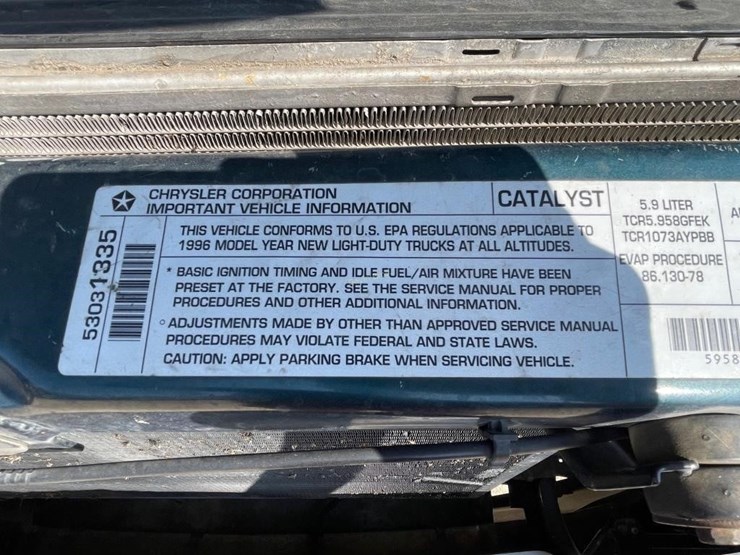 CHRYSLER CORPORATION
IMPORTANT VEHICLE INFORMATION
CATALYST
THIS VEHICLE CONFORMS TO U.S. EPA REGULATIONS APPLICABLE TO
1996 MODEL YEAR NEW LIGHT-DUTY TRUCKS AT ALL ALTITUDES.
* BASIC IGNITION TIMING AND IDLE FUEL/AIR MIXTURE HAVE BEEN
PRESET AT THE FACTORY. SEE THE SERVICE MANUAL FOR PROPER
PROCEDURES AND OTHER ADDITIONAL INFORMATION.
○ ADJUSTMENTS MADE BY OTHER THAN APPROVED SERVICE MANUAL
PROCEDURES MAY VIOLATE FEDERAL AND STATE LAWS.
CAUTION: APPLY PARKING BRAKE WHEN SERVICING VEHICLE.
53031335
5.9 LITER
TCR5.958GFEK
TCR1073AYPBB
EVAP PROCEDURE
86.130-78
5958